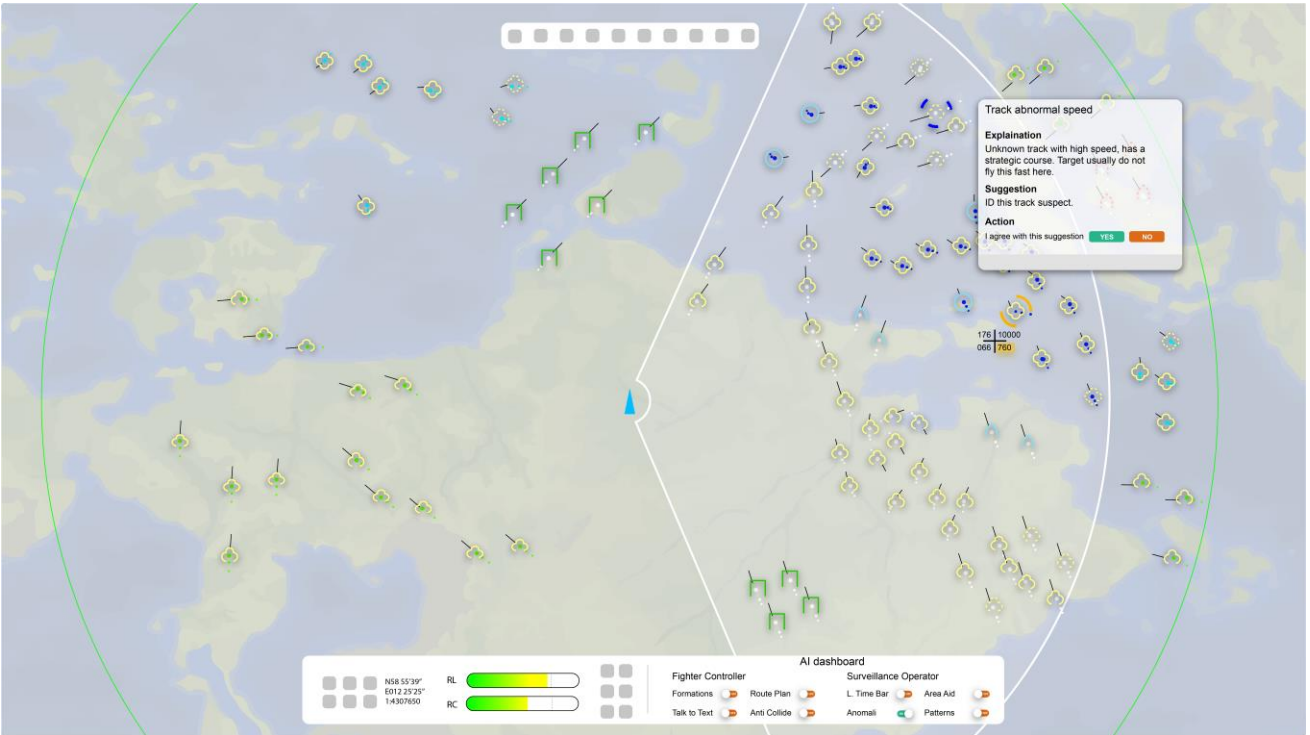 Track abnormal speed
Explaination
Unknown track with high speed, has a
strategic course. Target usually do not
fly this fast here.
Suggestion
ID this track suspect.
Action
I agree with this suggestion YES NO
176 10000
066 760
AI dashboard
N58 55'39"
E012 25'25"
1:4307650
RL
RC
Fighter Controller
Formations Route Plan
Talk to Text Anti Collide
Surveillance Operator
L. Time Bar Area Aid
Anomali Patterns